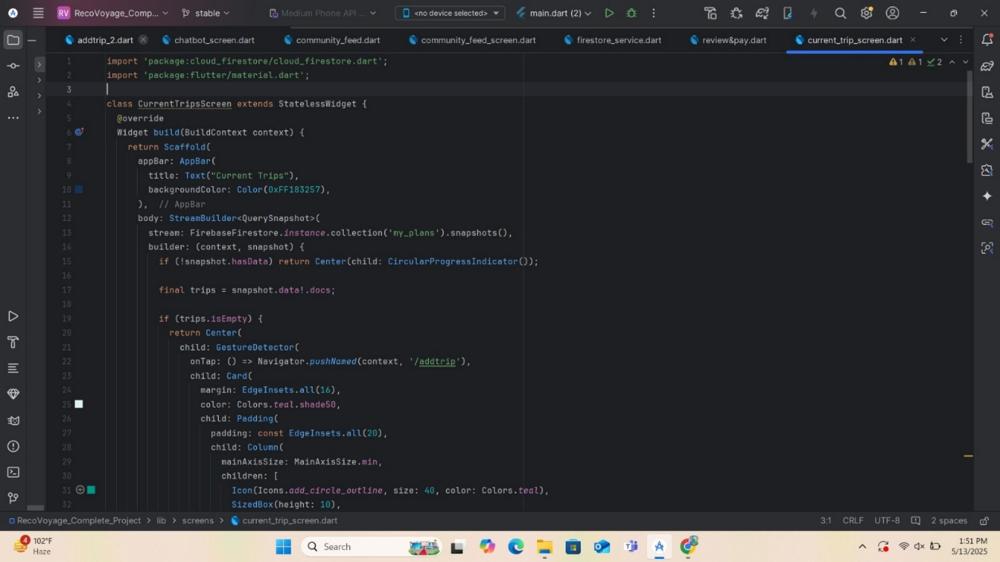 RV RecoVoyage_Comp... stable Medium Phone API ... <no device selected> main.dart (2)
addtrip_2.dart chatbot_screen.dart community_feed.dart community_feed_screen.dart firestore_service.dart review&pay.dart current_trip_screen.dart
1 import 'package:cloud_firestore/cloud_firestore.dart'; 1 1 2
2 import 'package:flutter/material.dart';
3
4 class CurrentTripsScreen extends StatelessWidget {
5 @override
6 Widget build(BuildContext context) {
7 return Scaffold(
8 appBar: AppBar(
9 title: Text("Current Trips"),
10 backgroundColor: Color(0xFF183257),
11 ), // AppBar
12 body: StreamBuilder<QuerySnapshot>(
13 stream: FirebaseFirestore.instance.collection('my_plans').snapshots(),
14 builder: (context, snapshot) {
15 if (!snapshot.hasData) return Center(child: CircularProgressIndicator());
16
17 final trips = snapshot.data!.docs;
18
19 if (trips.isEmpty) {
20 return Center(
21 child: GestureDetector(
22 onTap: () => Navigator.pushNamed(context, '/addtrip'),
23 child: Card(
24 margin: EdgeInsets.all(16),
25 color: Colors.teal.shade50,
26 child: Padding(
27 padding: const EdgeInsets.all(20),
28 child: Column(
29 mainAxisSize: MainAxisSize.min,
30 children: [
31 Icon(Icons.add_circle_outline, size: 40, color: Colors.teal),
32 SizedBox(height: 10),
RecoVoyage_Complete_Project > lib > screens > current_trip_screen.dart 3:1 CRLF UTF-8 2 spaces
4 102°F
Haze
Search
1:51 PM
5/13/2025